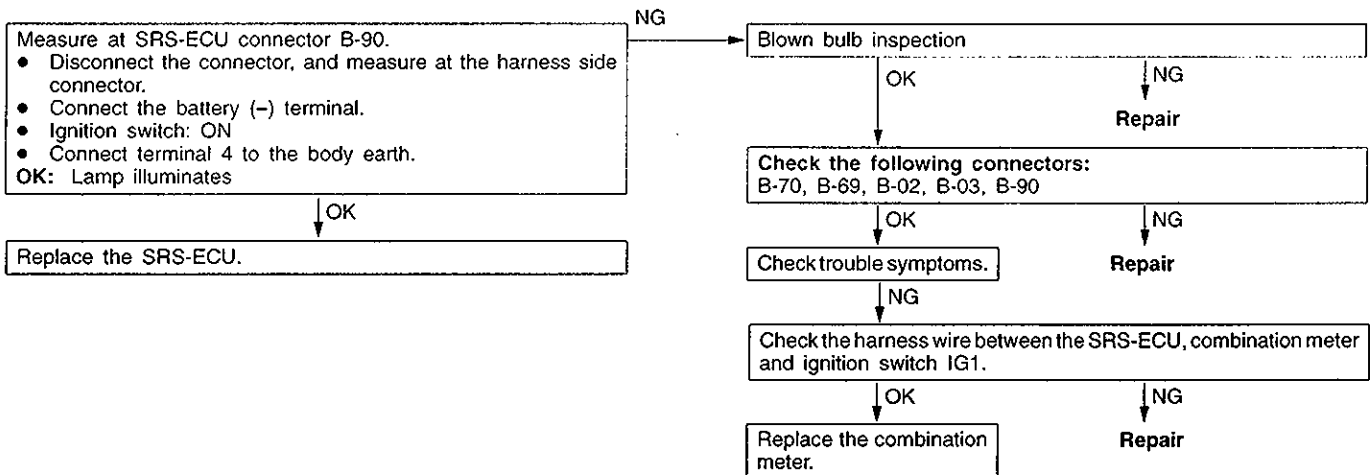 NG
Measure at SRS-ECU connector B-90.
● Disconnect the connector, and measure at the harness side
connector.
● Connect the battery (–) terminal.
● Ignition switch: ON
● Connect terminal 4 to the body earth.
OK: Lamp illuminates
OK
Replace the SRS-ECU.
Blown bulb inspection
OK
NG
Repair
Check the following connectors:
B-70, B-69, B-02, B-03, B-90
OK
NG
Check trouble symptoms.
Repair
NG
Check the harness wire between the SRS-ECU, combination meter
and ignition switch IG1.
OK
NG
Replace the combination
meter.
Repair